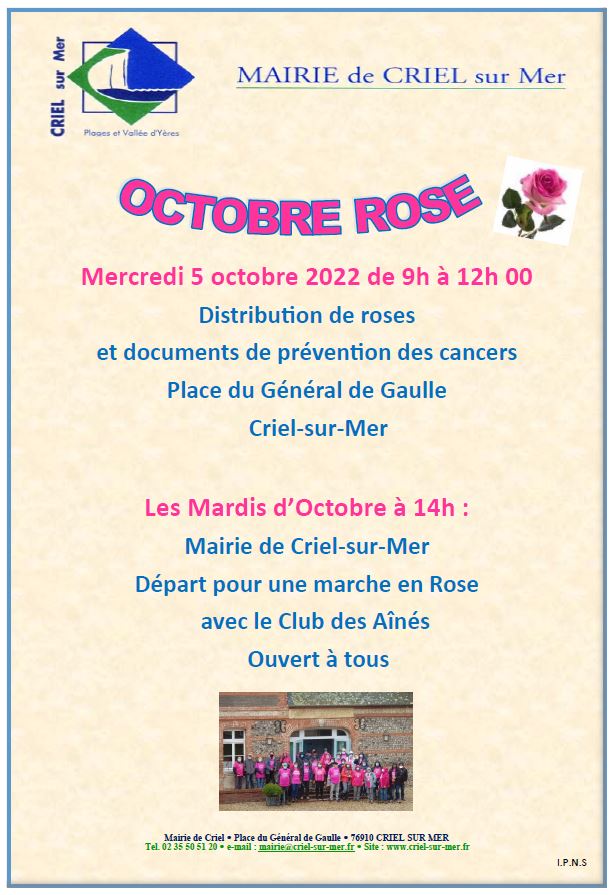 CRIEL sur Mer
Plages et Vallée d'Yères
MAIRIE de CRIEL sur Mer
OCTOBRE ROSE
Mercredi 5 octobre 2022 de 9h à 12h 00
Distribution de roses
et documents de prévention des cancers
Place du Général de Gaulle
Criel-sur-Mer
Les Mardis d'Octobre à 14h :
Mairie de Criel-sur-Mer
Départ pour une marche en Rose
avec le Club des Aînés
Ouvert à tous
Mairie de Criel • Place du Général de Gaulle • 76910 CRIEL SUR MER
Tel. 02 35 50 51 20 • e-mail : mairie@criel-sur-mer.fr • Site : www.criel-sur-mer.fr
I.P.N.S